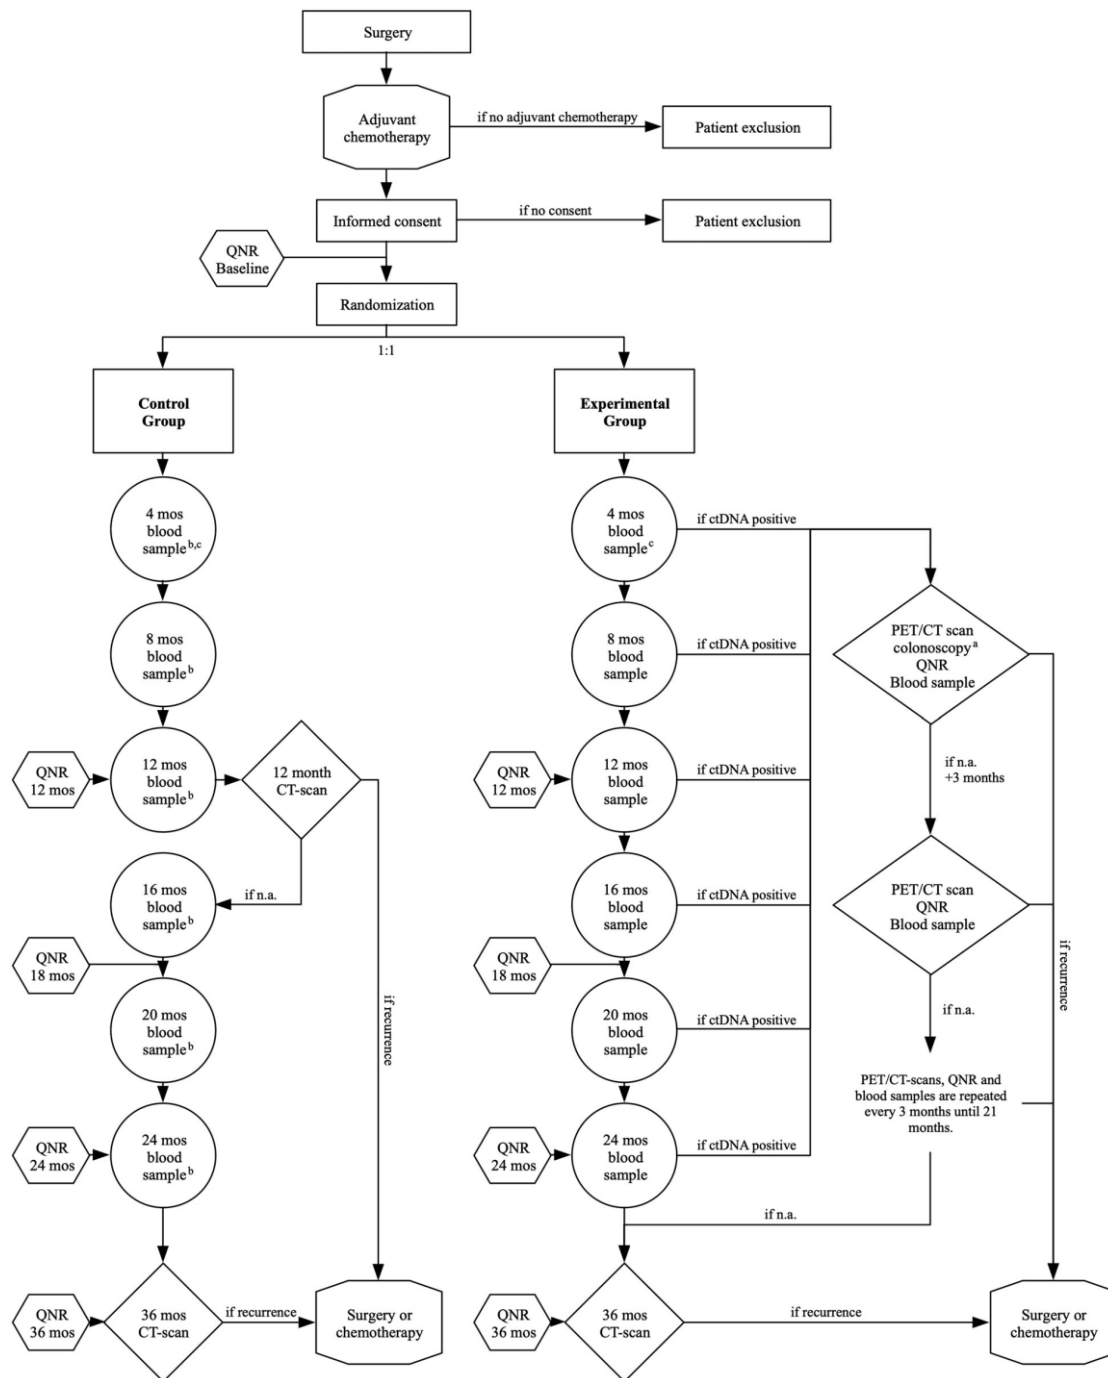 Surgery
Adjuvant
chemotherapy
if no adjuvant chemotherapy
Patient exclusion
Informed consent
if no consent
Patient exclusion
QNR
Baseline
Randomization
1:1
Control
Group
Experimental
Group
4 mos
blood
sample b,c
4 mos
blood
sample c
if ctDNA positive
8 mos
blood
sample b
8 mos
blood
sample
if ctDNA positive
PET/CT scan
colonoscopy a
QNR
Blood sample
QNR
12 mos
12 mos
blood
sample b
12 month
CT-scan
QNR
12 mos
12 mos
blood
sample
if ctDNA positive
if n.a.
+3 months
16 mos
blood
sample b
if n.a.
16 mos
blood
sample
if ctDNA positive
PET/CT scan
QNR
Blood sample
QNR
18 mos
QNR
18 mos
if recurrence
if recurrence
20 mos
blood
sample b
20 mos
blood
sample
if ctDNA positive
if n.a.
PET/CT-scans, QNR and
blood samples are repeated
every 3 months until 21
months.
QNR
24 mos
24 mos
blood
sample b
QNR
24 mos
24 mos
blood
sample
if ctDNA positive
if n.a.
QNR
36 mos
36 mos
CT-scan
if recurrence
Surgery or
chemotherapy
QNR
36 mos
36 mos
CT-scan
if recurrence
Surgery or
chemotherapy